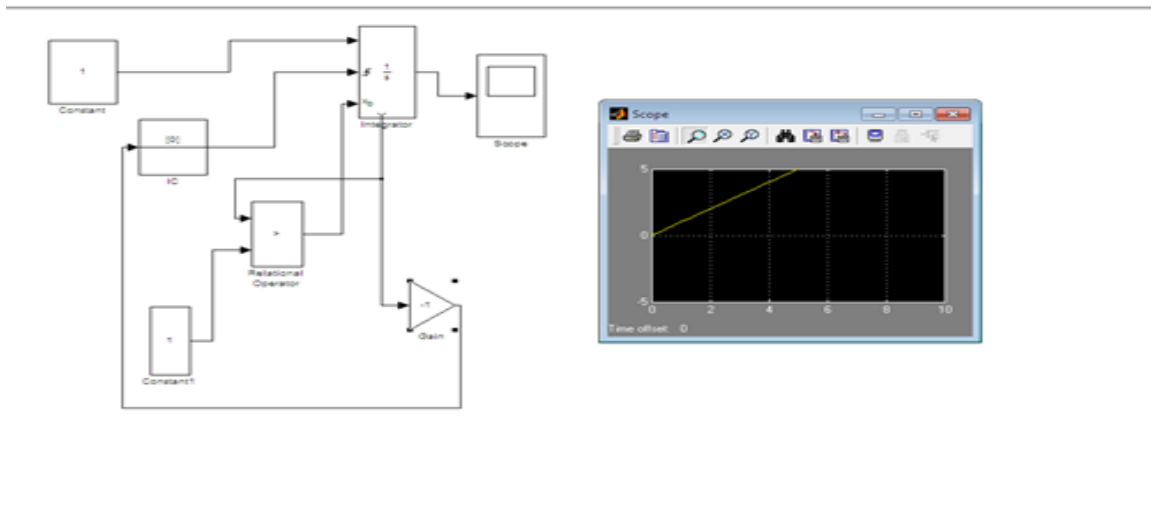 1
Constant
1
s
x₀
Integrator
Scope
[0]
IC
>
Relational
Operator
-1
Gain
1
Constant1
Scope
5
0
-5
0
2
4
6
8
10
Time offset: 0